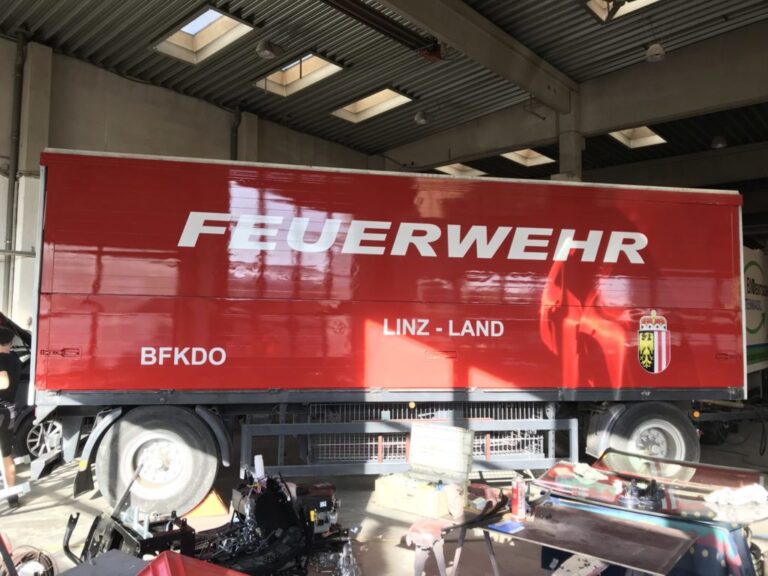 FEUERWEHR
LINZ - LAND
BFKDO